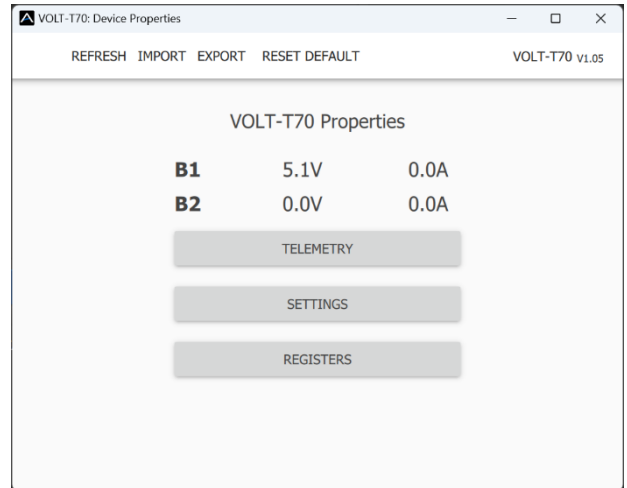 VOLT-T70: Device Properties
REFRESH IMPORT EXPORT RESET DEFAULT VOLT-T70 V1.05
VOLT-T70 Properties
B1 5.1V 0.0A
B2 0.0V 0.0A
TELEMETRY
SETTINGS
REGISTERS